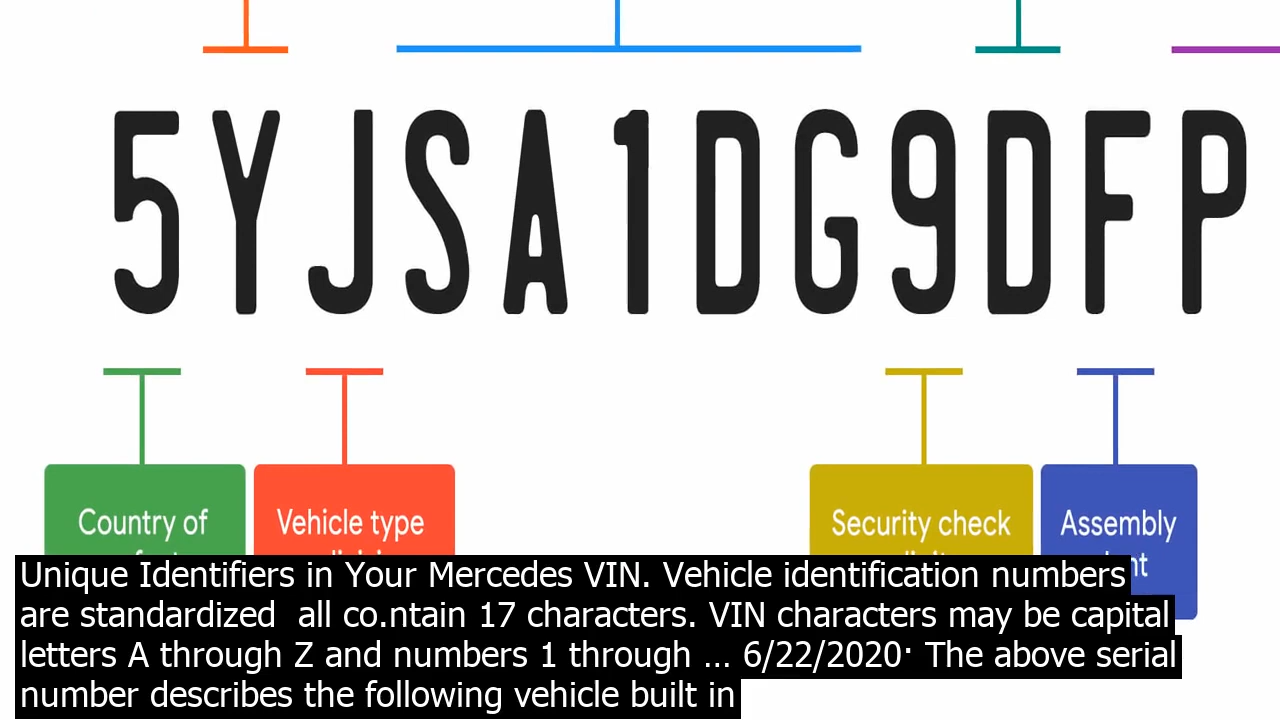 5YJSA1DG9DFP
Country of
Vehicle type
Security check
Assembly
Unique Identifiers in Your Mercedes VIN. Vehicle identification numbers
are standardized  all co.ntain 17 characters. VIN characters may be capital
letters A through Z and numbers 1 through ... 6/22/2020· The above serial
number describes the following vehicle built in